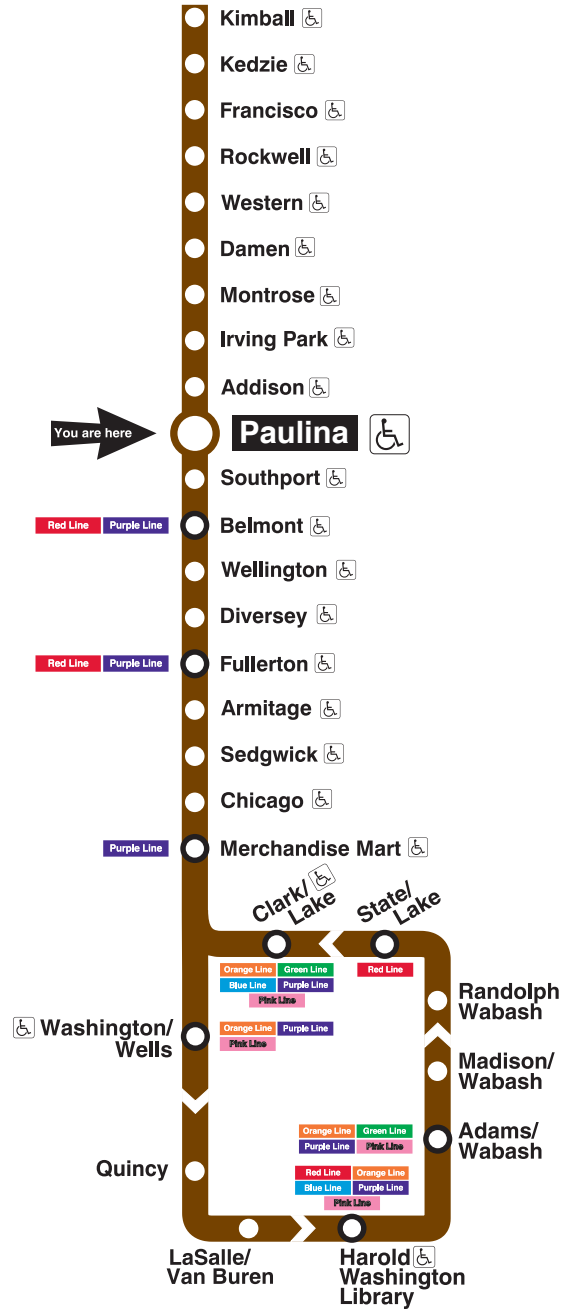 Kimball
Kedzie
Francisco
Rockwell
Western
Damen
Montrose
Irving Park
Addison
You are here
Paulina
Southport
Red Line Purple Line
Belmont
Wellington
Diversey
Red Line Purple Line
Fullerton
Armitage
Sedgwick
Chicago
Purple Line
Merchandise Mart
Clark/
Lake
State/
Lake
Orange Line Green Line
Blue Line Purple Line
Pink Line
Red Line
Randolph
Wabash
Washington/
Wells
Orange Line Purple Line
Pink Line
Madison/
Wabash
Orange Line Green Line
Purple Line Pink Line
Adams/
Wabash
Quincy
Red Line Orange Line
Blue Line Purple Line
Pink Line
LaSalle/
Van Buren
Harold
Washington
Library